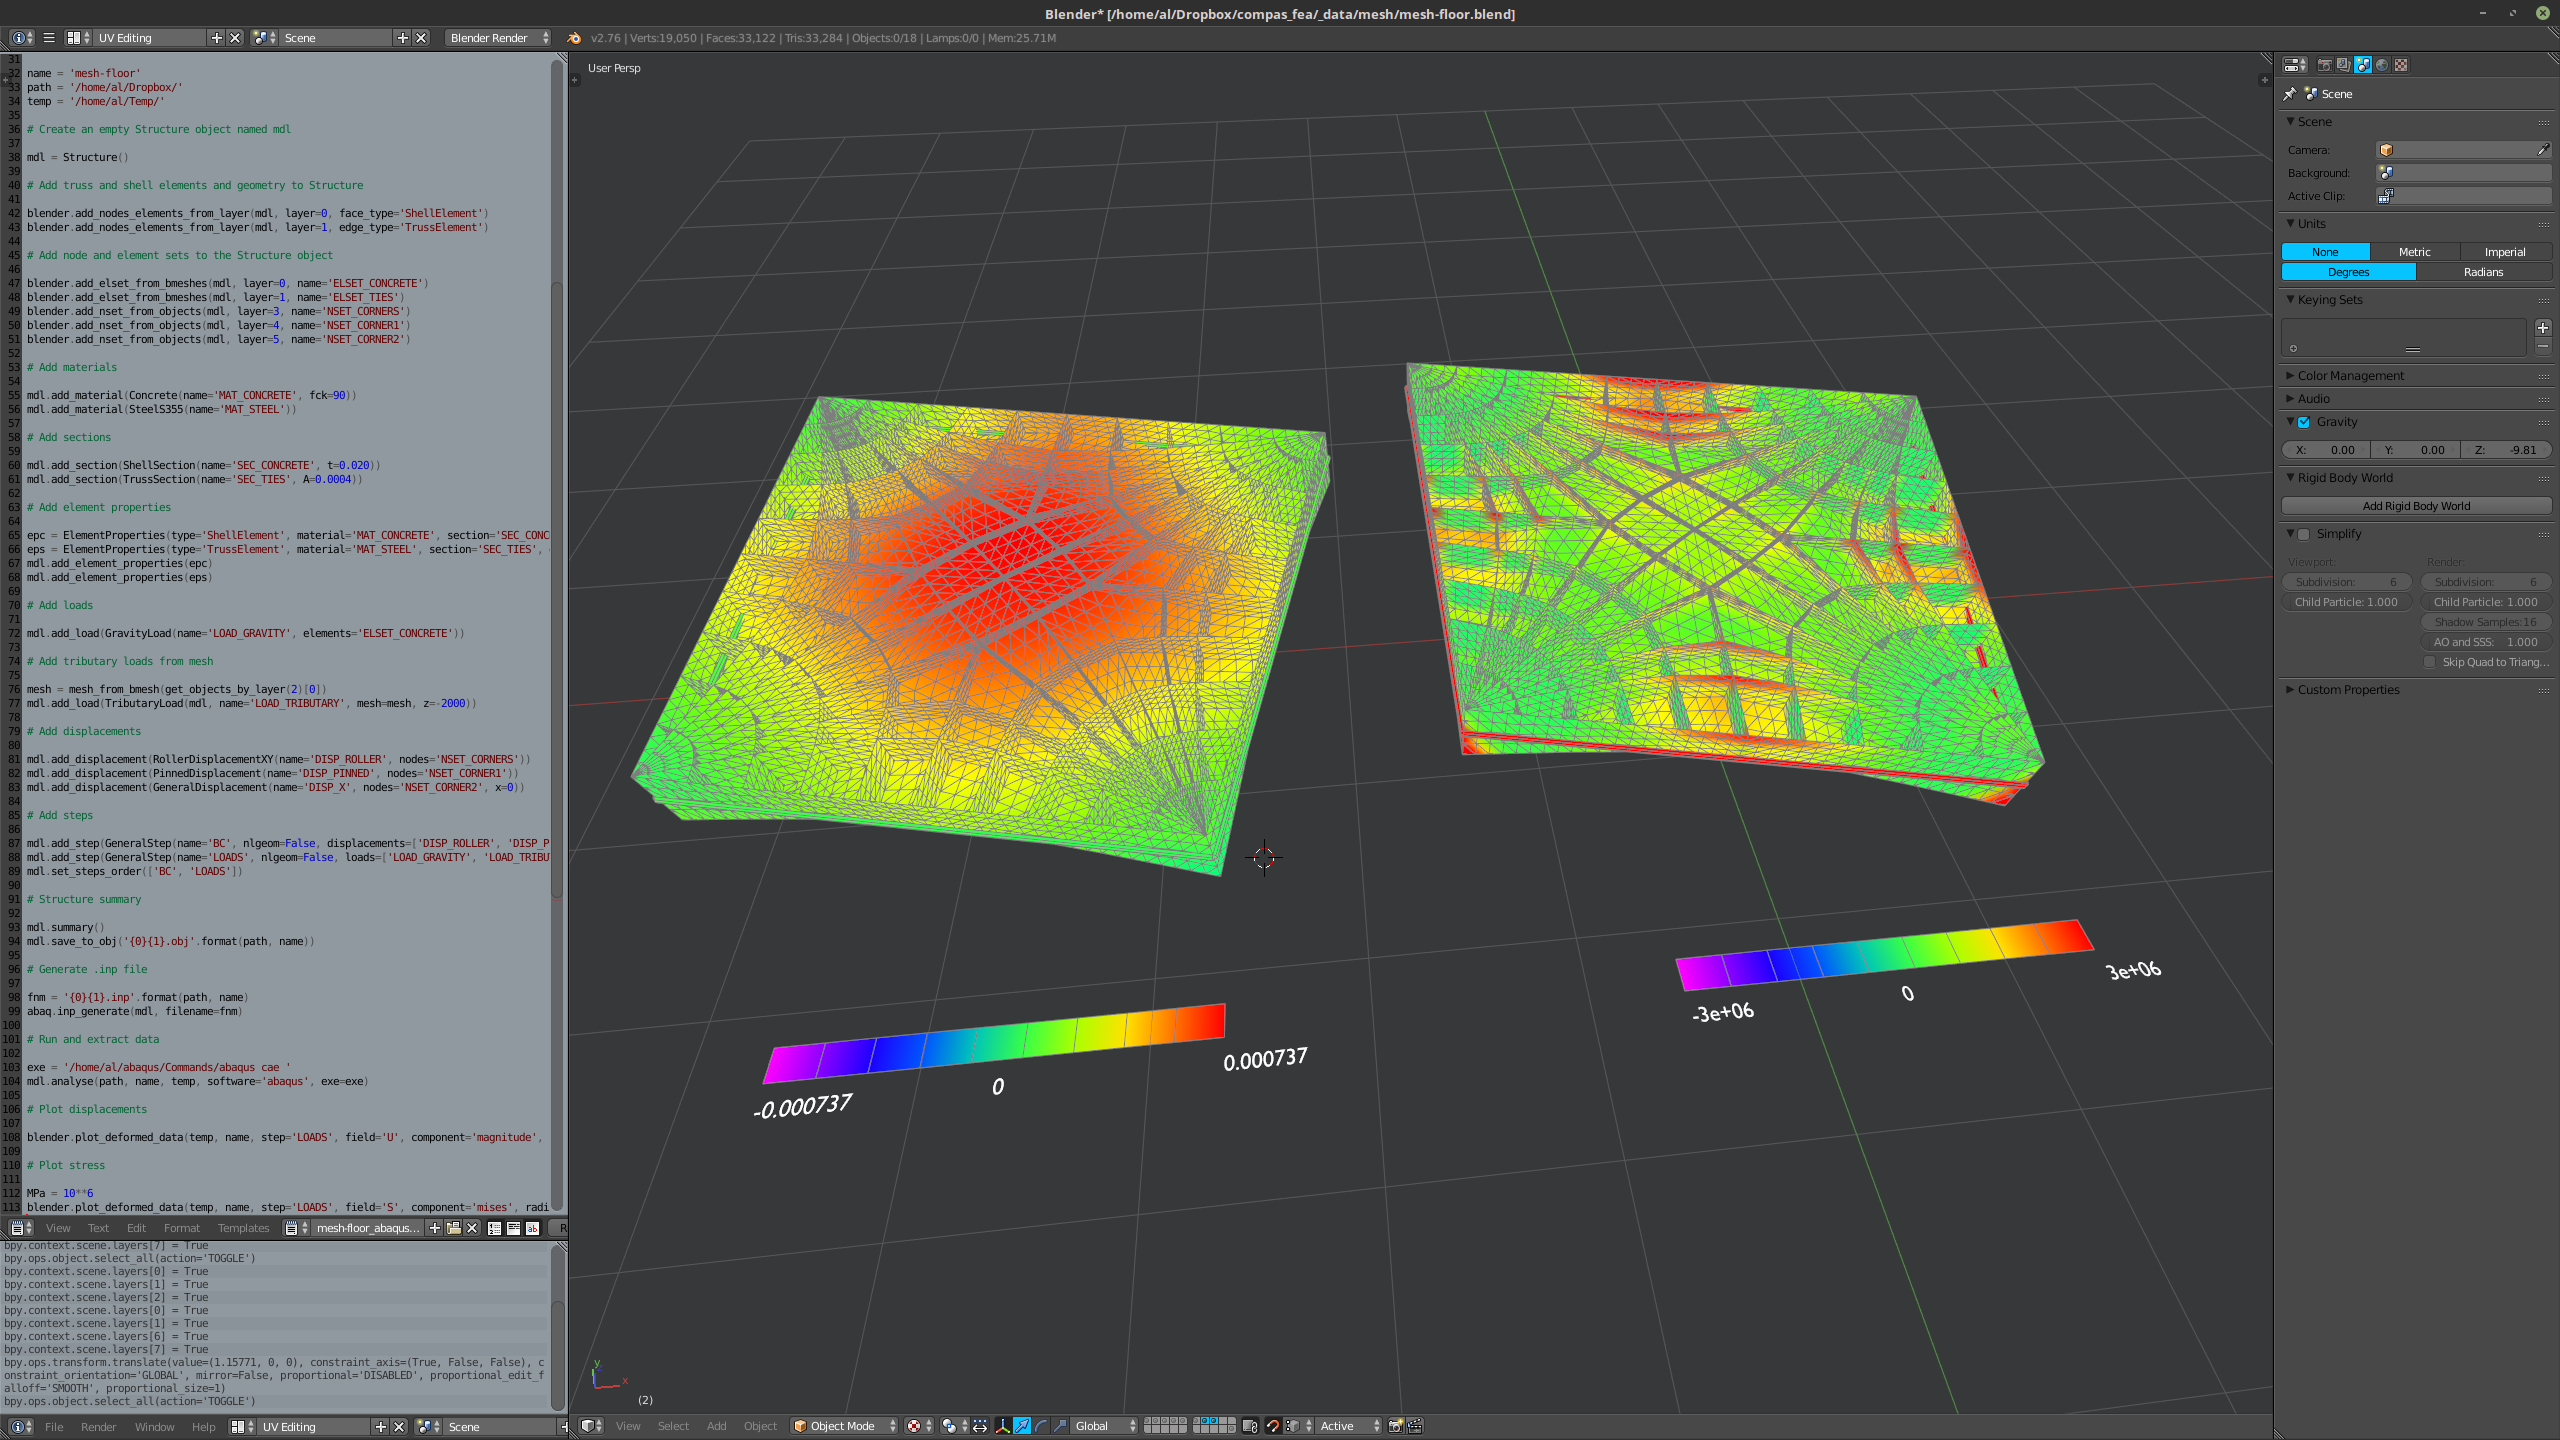 Blender* [/home/al/Dropbox/compas_fea/_data/mesh/mesh-floor.blend]
UV Editing
Scene
Blender Render
v2.76 | Verts:19,050 | Faces:33,122 | Tris:33,284 | Objects:0/18 | Lamps:0/0 | Mem:25.71M
31
32 name = 'mesh-floor'
33 path = '/home/al/Dropbox/'
34 temp = '/home/al/Temp/'
35
36 # Create an empty Structure object named mdl
37
38 mdl = Structure()
39
40 # Add truss and shell elements and geometry to Structure
41
42 blender.add_nodes_elements_from_layer(mdl, layer=0, face_type='ShellElement')
43 blender.add_nodes_elements_from_layer(mdl, layer=1, edge_type='TrussElement')
44
45 # Add node and element sets to the Structure object
46
47 blender.add_elset_from_bmeshes(mdl, layer=0, name='ELSET_CONCRETE')
48 blender.add_elset_from_bmeshes(mdl, layer=1, name='ELSET_TIES')
49 blender.add_nset_from_objects(mdl, layer=3, name='NSET_CORNERS')
50 blender.add_nset_from_objects(mdl, layer=4, name='NSET_CORNER1')
51 blender.add_nset_from_objects(mdl, layer=5, name='NSET_CORNER2')
52
53 # Add materials
54
55 mdl.add_material(Concrete(name='MAT_CONCRETE', fck=90))
56 mdl.add_material(SteelS355(name='MAT_STEEL'))
57
58 # Add sections
59
60 mdl.add_section(ShellSection(name='SEC_CONCRETE', t=0.020))
61 mdl.add_section(TrussSection(name='SEC_TIES', A=0.0004))
62
63 # Add element properties
64
65 epc = ElementProperties(type='ShellElement', material='MAT_CONCRETE', section='SEC_CONC
66 eps = ElementProperties(type='TrussElement', material='MAT_STEEL', section='SEC_TIES',
67 mdl.add_element_properties(epc)
68 mdl.add_element_properties(eps)
69
70 # Add loads
71
72 mdl.add_load(GravityLoad(name='LOAD_GRAVITY', elements='ELSET_CONCRETE'))
73
74 # Add tributary loads from mesh
75
76 mesh = mesh_from_bmesh(get_objects_by_layer(2)[0])
77 mdl.add_load(TributaryLoad(mdl, name='LOAD_TRIBUTARY', mesh=mesh, z=-2000))
78
79 # Add displacements
80
81 mdl.add_displacement(RollerDisplacementXY(name='DISP_ROLLER', nodes='NSET_CORNERS'))
82 mdl.add_displacement(PinnedDisplacement(name='DISP_PINNED', nodes='NSET_CORNER1'))
83 mdl.add_displacement(GeneralDisplacement(name='DISP_X', nodes='NSET_CORNER2', x=0))
84
85 # Add steps
86
87 mdl.add_step(GeneralStep(name='BC', nlgeom=False, displacements=['DISP_ROLLER', 'DISP_P
88 mdl.add_step(GeneralStep(name='LOADS', nlgeom=False, loads=['LOAD_GRAVITY', 'LOAD_TRIBU
89 mdl.set_steps_order(['BC', 'LOADS'])
90
91 # Structure summary
92
93 mdl.summary()
94 mdl.save_to_obj('{0}{1}.obj'.format(path, name))
95
96 # Generate .inp file
97
98 fnm = '{0}{1}.inp'.format(path, name)
99 abaq.inp_generate(mdl, filename=fnm)
100
101 # Run and extract data
102
103 exe = '/home/al/abaqus/Commands/abaqus cae '
104 mdl.analyse(path, name, temp, software='abaqus', exe=exe)
105
106 # Plot displacements
107
108 blender.plot_deformed_data(temp, name, step='LOADS', field='U', component='magnitude',
109
110 # Plot stress
111
112 MPa = 10**6
113 blender.plot_deformed_data(temp, name, step='LOADS', field='S', component='mises', radi
View Text Edit Format Templates mesh-floor_abaqus... R
bpy.context.scene.layers[7] = True
bpy.ops.object.select_all(action='TOGGLE')
bpy.context.scene.layers[0] = True
bpy.context.scene.layers[1] = True
bpy.context.scene.layers[2] = True
bpy.context.scene.layers[0] = True
bpy.context.scene.layers[1] = True
bpy.context.scene.layers[6] = True
bpy.context.scene.layers[7] = True
bpy.ops.transform.translate(value=(1.15771, 0, 0), constraint_axis=(True, False, False), c
onstraint_orientation='GLOBAL', mirror=False, proportional='DISABLED', proportional_edit_f
alloff='SMOOTH', proportional_size=1)
bpy.ops.object.select_all(action='TOGGLE')
File Render Window Help UV Editing Scene
User Persp
-0.000737
0
0.000737
-3e+06
0
3e+06
y
x
(2)
View Select Add Object Object Mode Global Active
Scene
Scene
Camera:
Background:
Active Clip:
Units
None Metric Imperial
Degrees Radians
Keying Sets
Color Management
Audio
Gravity
X: 0.00 Y: 0.00 Z: -9.81
Rigid Body World
Add Rigid Body World
Simplify
Viewport: Render:
Subdivision: 6 Subdivision: 6
Child Particle: 1.000 Child Particle: 1.000
Shadow Samples:16
AO and SSS: 1.000
Skip Quad to Triang...
Custom Properties